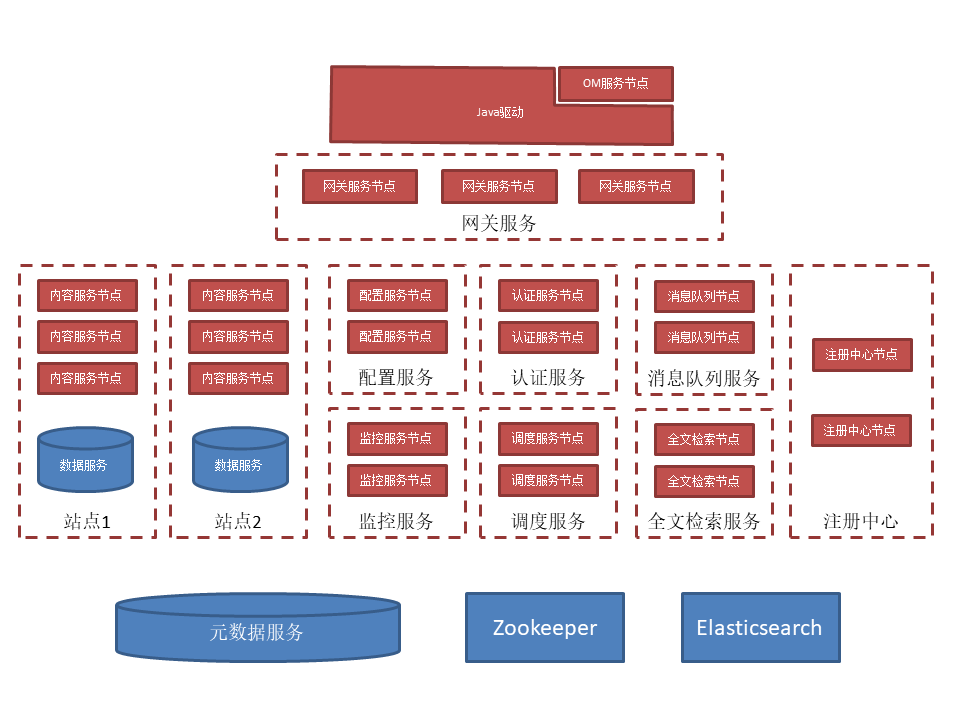 OM服务节点
Java驱动
网关服务节点
网关服务节点
网关服务节点
网关服务
内容服务节点
内容服务节点
内容服务节点
数据服务
站点1
内容服务节点
内容服务节点
内容服务节点
数据服务
站点2
配置服务节点
配置服务节点
配置服务
认证服务节点
认证服务节点
认证服务
消息队列节点
消息队列节点
消息队列服务
监控服务节点
监控服务节点
监控服务
调度服务节点
调度服务节点
调度服务
全文检索节点
全文检索节点
全文检索服务
注册中心节点
注册中心节点
注册中心
元数据服务
Zookeeper
Elasticsearch